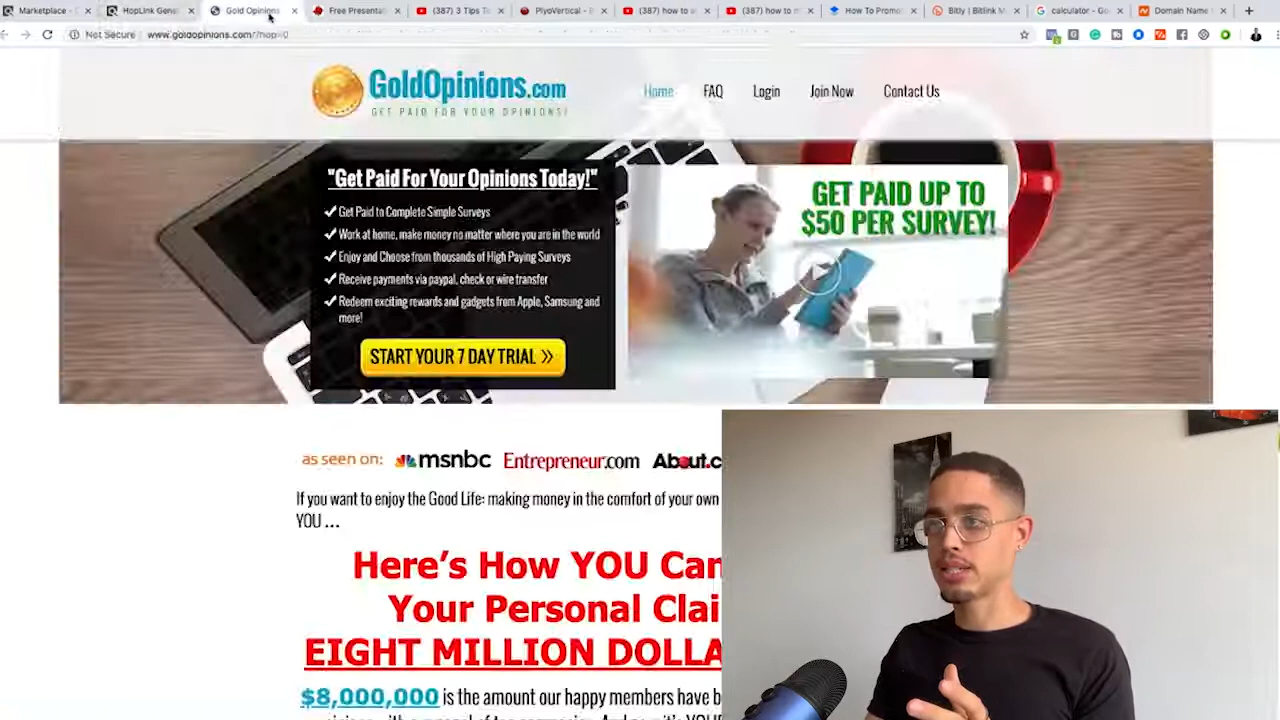 Marketplace -
HopLink Gene
Gold Opinions
Free Presenta
(387) 3 Tips T
PiyoVertical -
(387) how to
(387) how to m
How To Promo
Bitly | Bitlink M
calculator - Go
Domain Name
Not Secure
www.goldopinions.com/?hop=0
GoldOpinions.com
GET PAID FOR YOUR OPINIONS!
Home
FAQ
Login
Join Now
Contact Us
"Get Paid For Your Opinions Today!"
Get Paid to Complete Simple Surveys
Work at home, make money no matter where you are in the world
Enjoy and Choose from thousands of High Paying Surveys
Receive payments via paypal, check or wire transfer
Redeem exciting rewards and gadgets from Apple, Samsung and
more!
START YOUR 7 DAY TRIAL »
GET PAID UP TO
$50 PER SURVEY!
as seen on:
msnbc
Entrepreneur.com
About.c
If you want to enjoy the Good Life: making money in the comfort of your own
YOU ...
Here's How YOU Can
Your Personal Clai
EIGHT MILLION DOLLA
$8,000,000 is the amount our happy members have b